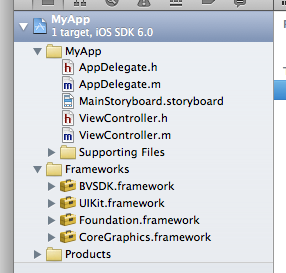 MyApp
1 target, iOS SDK 6.0
MyApp
AppDelegate.h
AppDelegate.m
MainStoryboard.storyboard
ViewController.h
ViewController.m
Supporting Files
Frameworks
BVSDK.framework
UIKit.framework
Foundation.framework
CoreGraphics.framework
Products